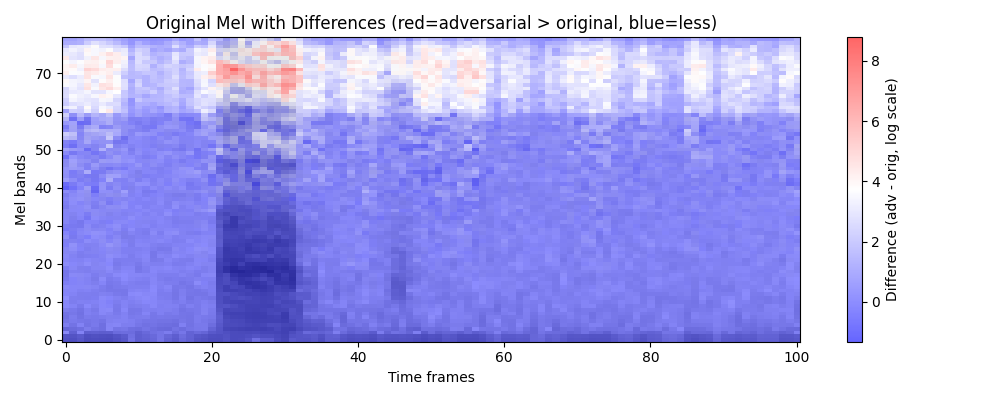 Original Mel with Differences (red=adversarial > original, blue=less)
Mel bands
70
60
50
40
30
20
10
0
0 20 40 60 80 100
Time frames
8
6
4
2
0
Difference (adv - orig, log scale)